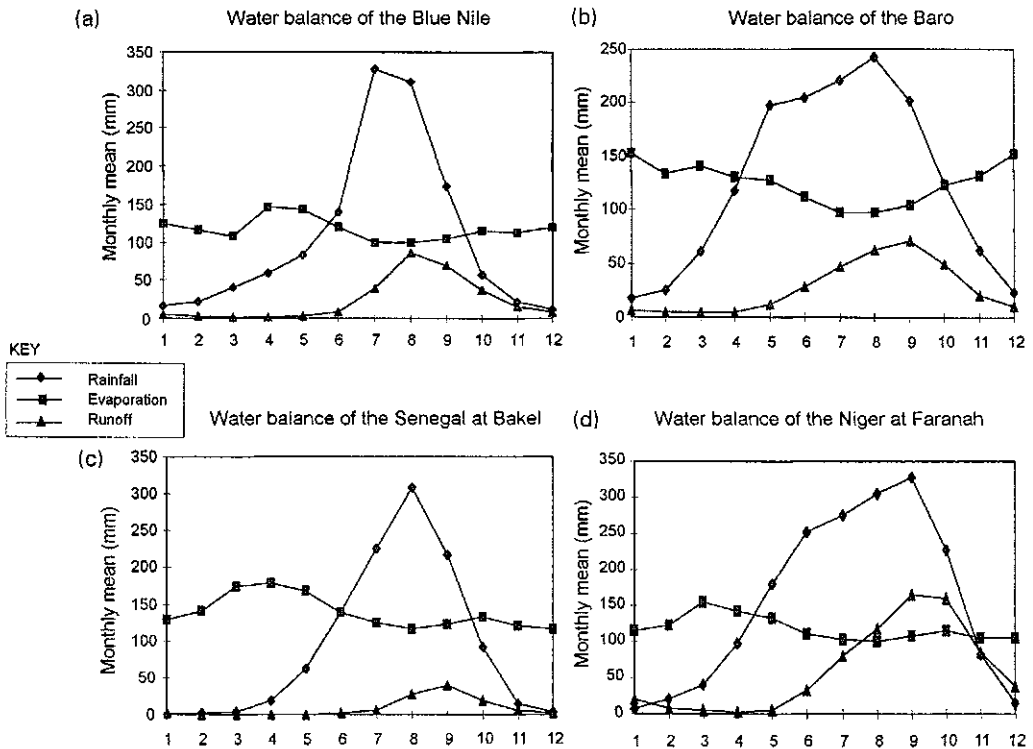 (a) Water balance of the Blue Nile
Monthly mean (mm)
350
300
250
200
150
100
50
0
1 2 3 4 5 6 7 8 9 10 11 12
(b) Water balance of the Baro
Monthly mean (mm)
250
200
150
100
50
0
1 2 3 4 5 6 7 8 9 10 11 12
KEY
Rainfall
Evaporation
Runoff
(c) Water balance of the Senegal at Bakel
Monthly mean (mm)
350
300
250
200
150
100
50
0
1 2 3 4 5 6 7 8 9 10 11 12
(d) Water balance of the Niger at Faranah
Monthly mean (mm)
350
300
250
200
150
100
50
0
1 2 3 4 5 6 7 8 9 10 11 12